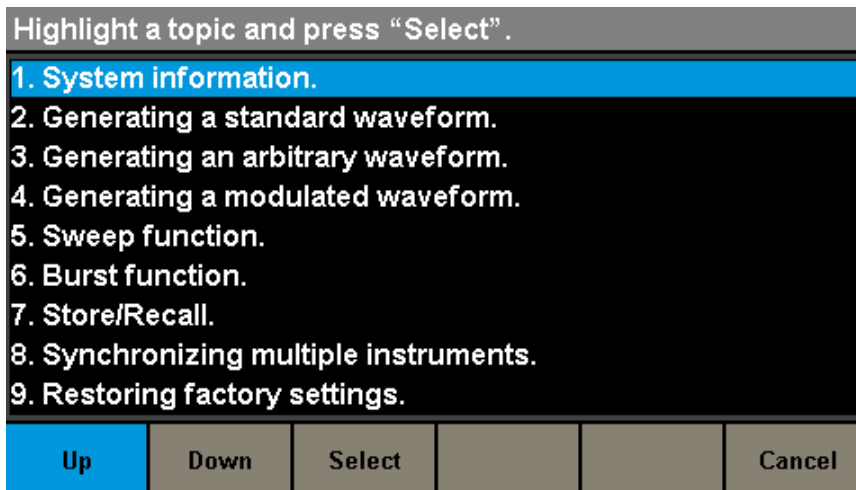 Highlight a topic and press “Select”.
1. System information.
2. Generating a standard waveform.
3. Generating an arbitrary waveform.
4. Generating a modulated waveform.
5. Sweep function.
6. Burst function.
7. Store/Recall.
8. Synchronizing multiple instruments.
9. Restoring factory settings.
Up Down Select Cancel